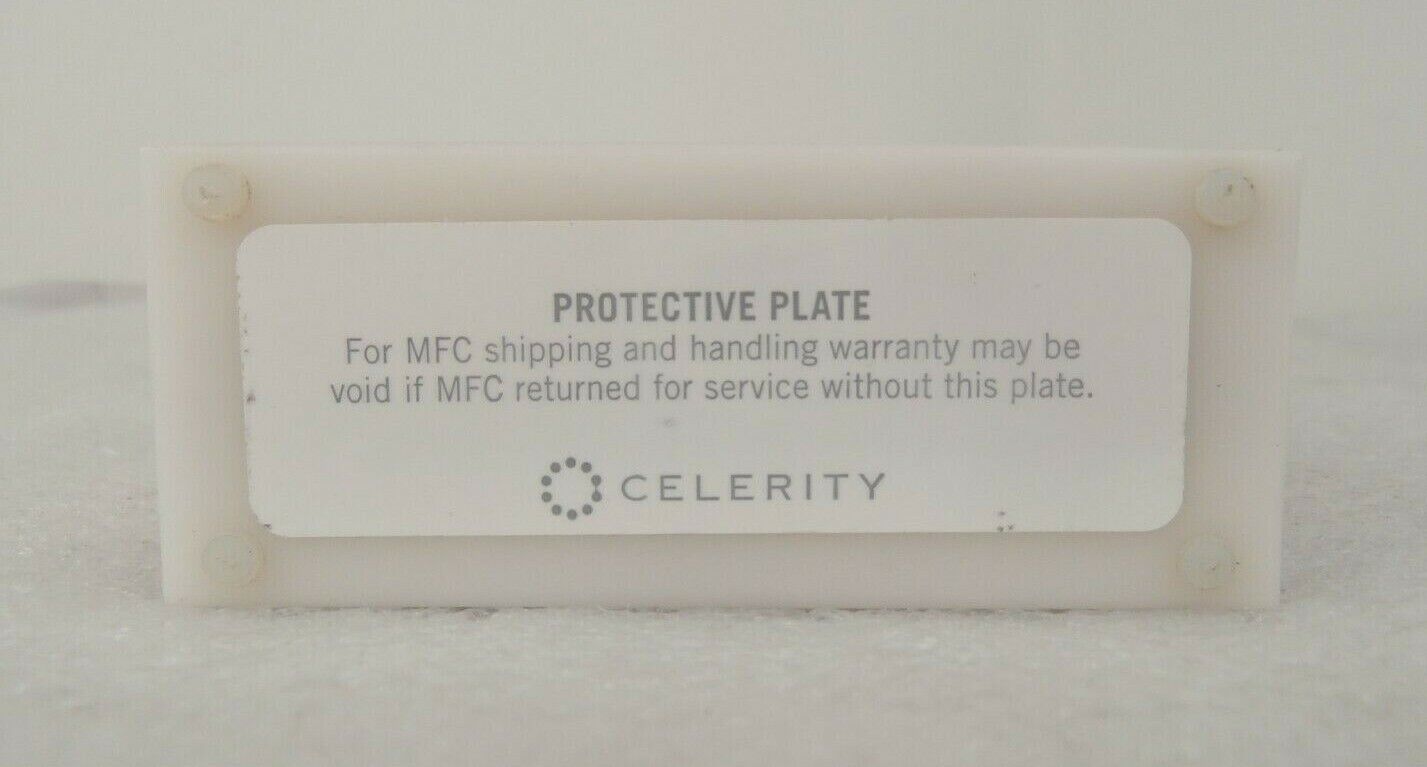 PROTECTIVE PLATE
For MFC shipping and handling warranty may be
void if MFC returned for service without this plate.
CELERITY